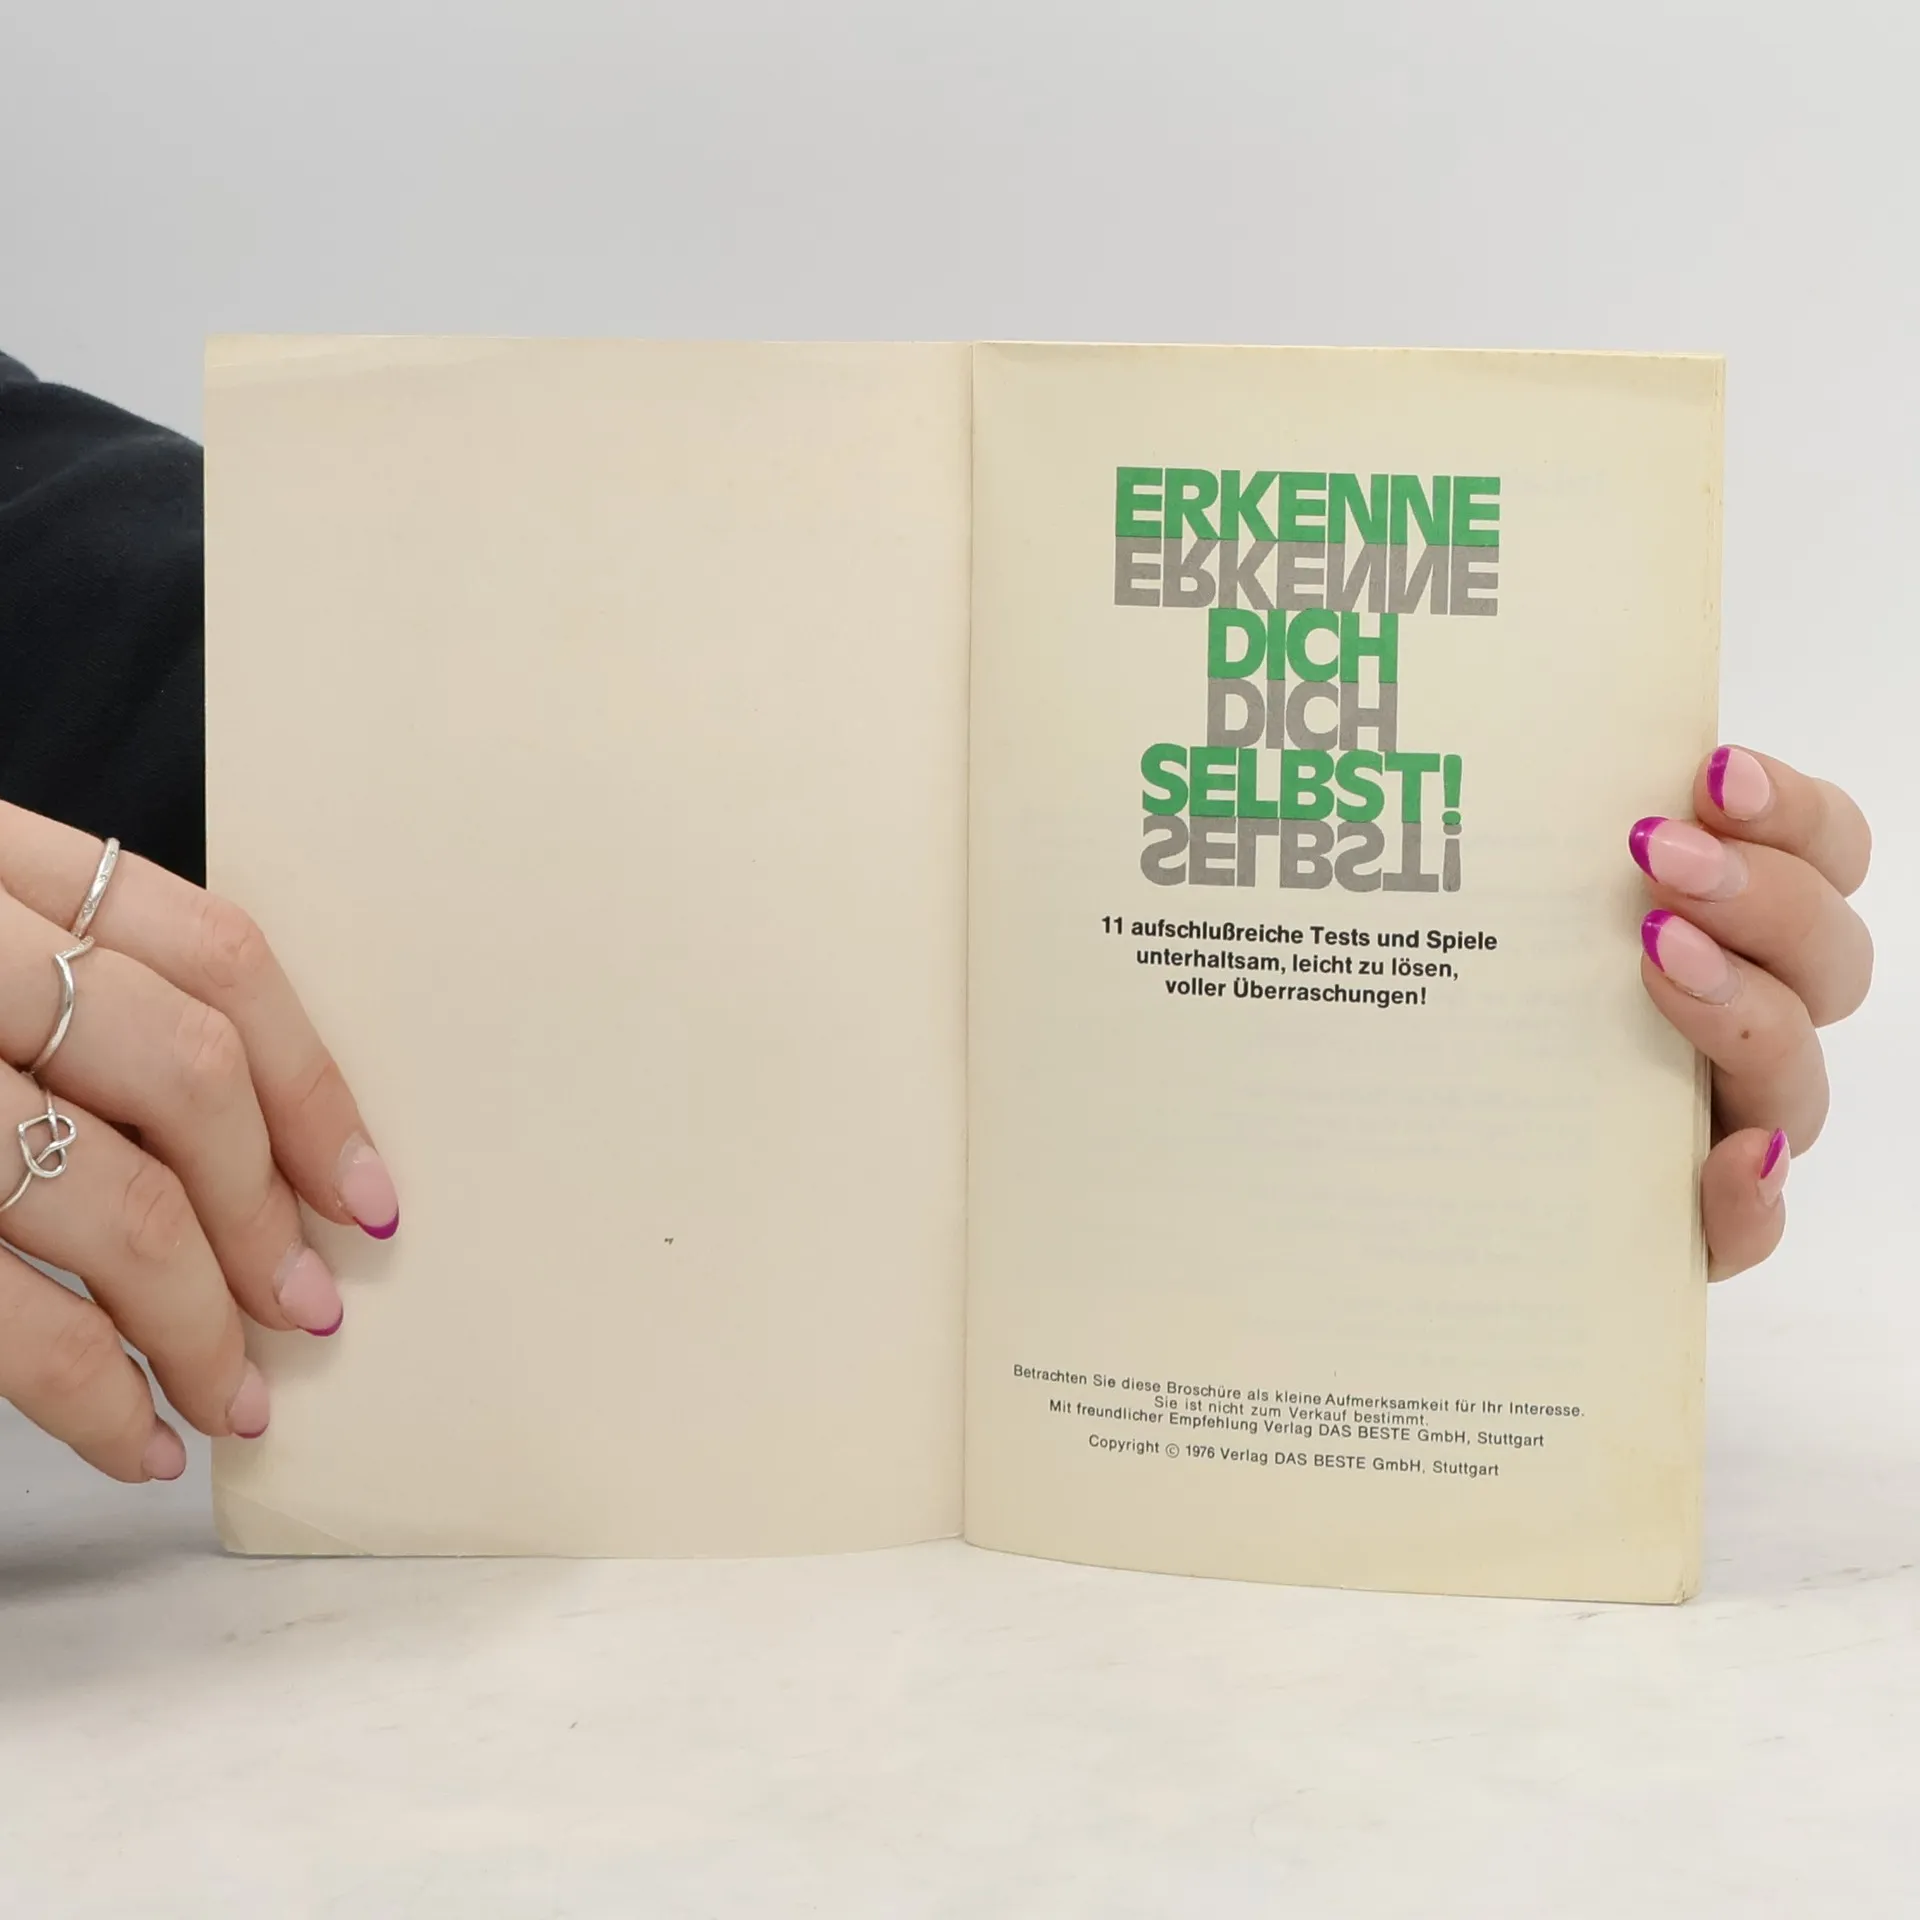 ERKENNE
ERKENNE
DICH
DICH
SELBST!
SELBST!
11 aufschlußreiche Tests und Spiele
unterhaltsam, leicht zu lösen,
voller Überraschungen!
Betrachten Sie diese Broschüre als kleine Aufmerksamkeit für Ihr Interesse.
Sie ist nicht zum Verkauf bestimmt.
Mit freundlicher Empfehlung Verlag DAS BESTE GmbH, Stuttgart
Copyright © 1976 Verlag DAS BESTE GmbH, Stuttgart